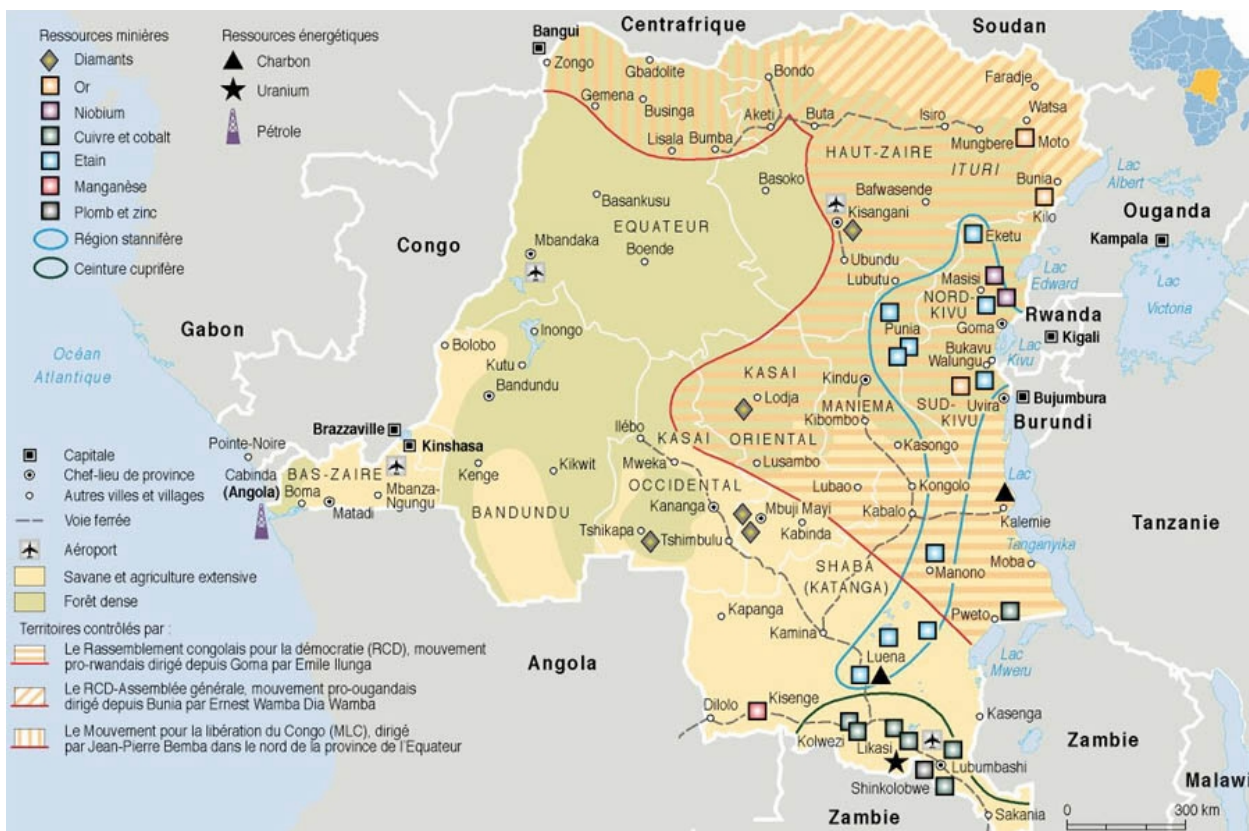 Ressources minières
Diamants
Or
Niobium
Cuivre et cobalt
Etain
Manganèse
Plomb et zinc
Région stannifère
Ceinture cuprifère
Ressources énergétiques
Charbon
Uranium
Pétrole
Centrafrique
Soudan
Bangui
Zongo
Gbadolite
Bondo
Faradje
Gemena
Businga
Watsa
Aketi
Buta
Isiro
Lisala
Bumba
Mungbere
Moto
HAUT-ZAIRE
ITURI
Basoko
Bunia
Lac
Albert
Basankusu
Bafwasende
Kilo
Kisangani
Ouganda
EQUATEUR
Congo
Mbandaka
Boende
Eketu
Kampala
Ubundu
Lubutu
Masisi
Lac
Edward
Lac
Victoria
NORD-
KIVU
Gabon
Rwanda
Inongo
Punia
Goma
Kigali
Bolobo
Bukavu
Lac
Kivu
Océan
Atlantique
Kutu
Walungu
KASAI
Kindu
Bandundu
Lodja
MANIEMA
SUD-
KIVU
Uvira
Bujumbura
Burundi
Kibombo
Brazzaville
Ilébo
KASAI
ORIENTAL
Pointe-Noire
Kinshasa
Kasongo
Cabinda
(Angola)
BAS-ZAIRE
Kenge
Kikwit
Mweka
Lusambo
Boma
Mbanza-
Ngungu
OCCIDENTAL
Lubao
Kongolo
Lac
Matadi
BANDUNDU
Kananga
Mbuji Mayi
Kabalo
Kalemie
Tanzanie
Tshikapa
Tshimbulu
Kabinda
Tanganyika
Manono
Moba
SHABA
(KATANGA)
Kapanga
Pweto
Kamina
Angola
Luena
Lac
Mweru
Dilolo
Kisenge
Kasenga
Kolwezi
Likasi
Zambie
Lubumbashi
Malawi
Shinkolobwe
Zambie
Sakania
0
300 km
Capitale
Chef-lieu de province
Autres villes et villages
Voie ferrée
Aéroport
Savane et agriculture extensive
Forêt dense
Territoires contrôlés par :
Le Rassemblement congolais pour la démocratie (RCD), mouvement
pro-rwandais dirigé depuis Goma par Emile Ilunga
Le RCD-Assemblée générale, mouvement pro-ougandais
dirigé depuis Bunia par Ernest Wamba Dia Wamba
Le Mouvement pour la libération du Congo (MLC), dirigé
par Jean-Pierre Bemba dans le nord de la province de l'Equateur